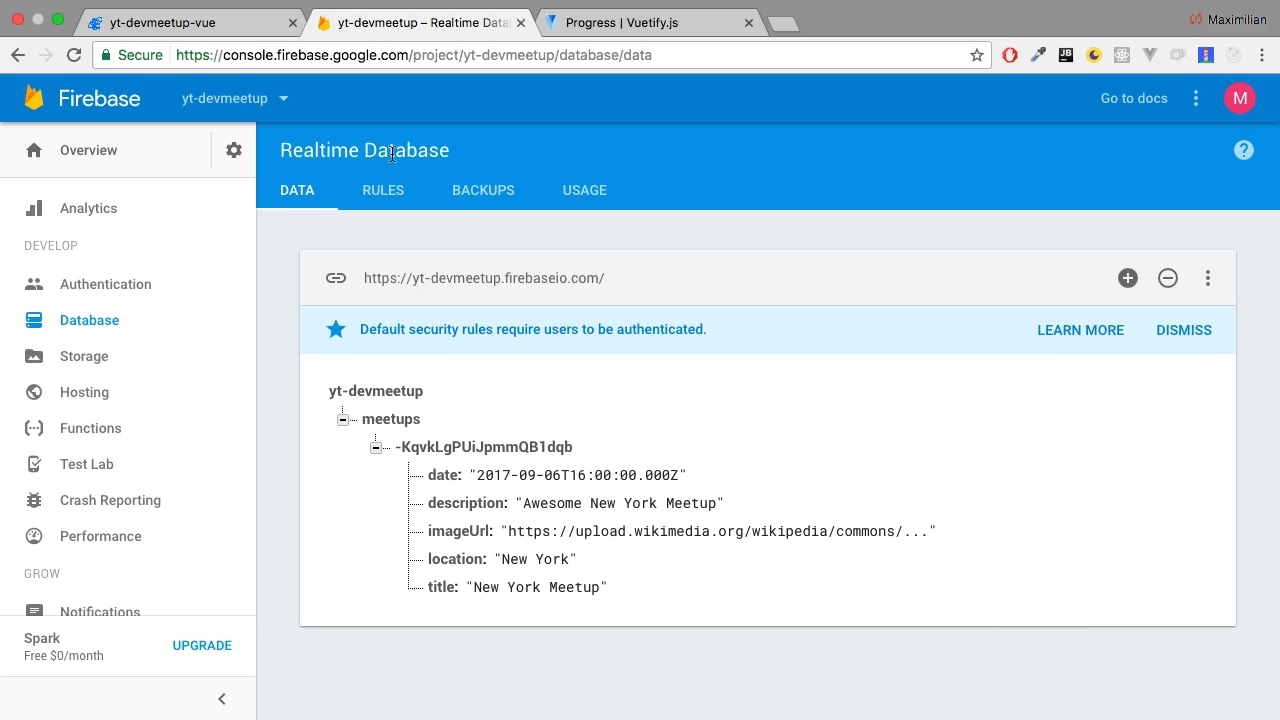 yt-devmeetup-vue
yt-devmeetup – Realtime Data
Progress | Vuetify.js
Maximilian
Secure
https://console.firebase.google.com/project/yt-devmeetup/database/data
JB
Firebase
yt-devmeetup
Go to docs
M
Overview
Realtime Database
?
DATA
RULES
BACKUPS
USAGE
Analytics
DEVELOP
Authentication
Database
Storage
Hosting
Functions
Test Lab
Crash Reporting
Performance
GROW
Notifications
Spark
Free $0/month
UPGRADE
https://yt-devmeetup.firebaseio.com/
Default security rules require users to be authenticated.
LEARN MORE
DISMISS
yt-devmeetup
meetups
-KqvkLgPUiJpmmQB1dqb
date: "2017-09-06T16:00:00.000Z"
description: "Awesome New York Meetup"
imageUrl: "https://upload.wikimedia.org/wikipedia/commons/..."
location: "New York"
title: "New York Meetup"